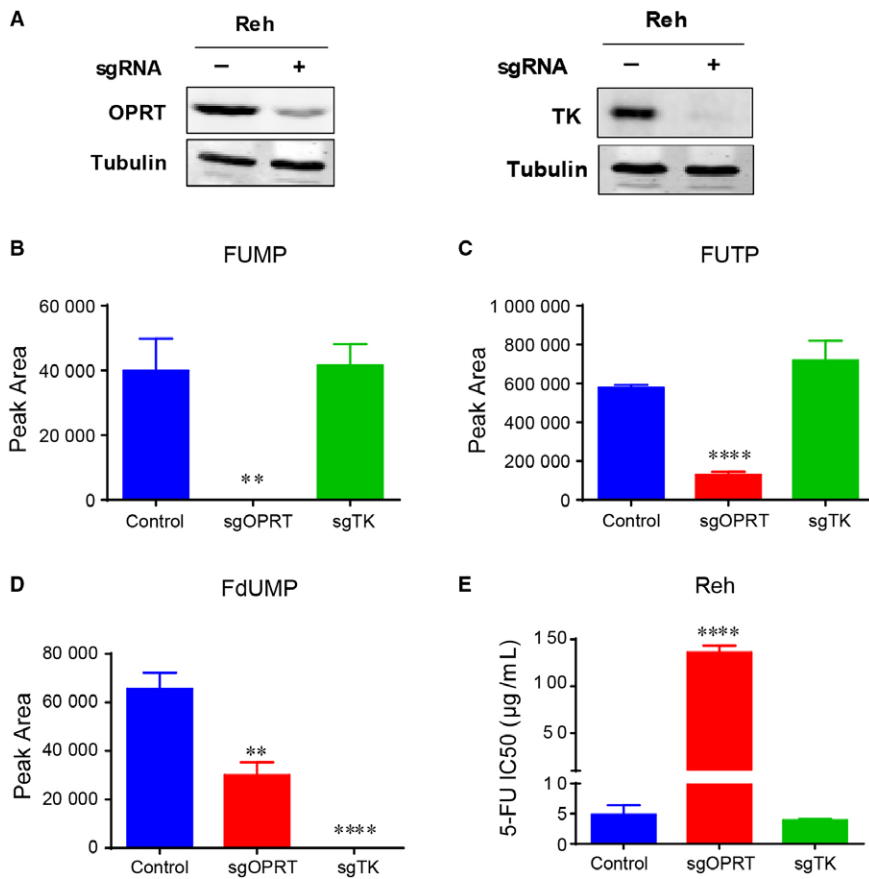 A
Reh
sgRNA − +
OPRT
Tubulin
Reh
sgRNA − +
TK
Tubulin
B
FUMP
Peak Area
60 000
40 000
20 000
0
**
Control sgOPRT sgTK
C
FUTP
Peak Area
1 000 000
800 000
600 000
400 000
200 000
0
****
Control sgOPRT sgTK
D
FdUMP
Peak Area
80 000
60 000
40 000
20 000
0
**
****
Control sgOPRT sgTK
E
Reh
5-FU IC50 (µg/mL)
150
100
50
10
5
0
****
Control sgOPRT sgTK